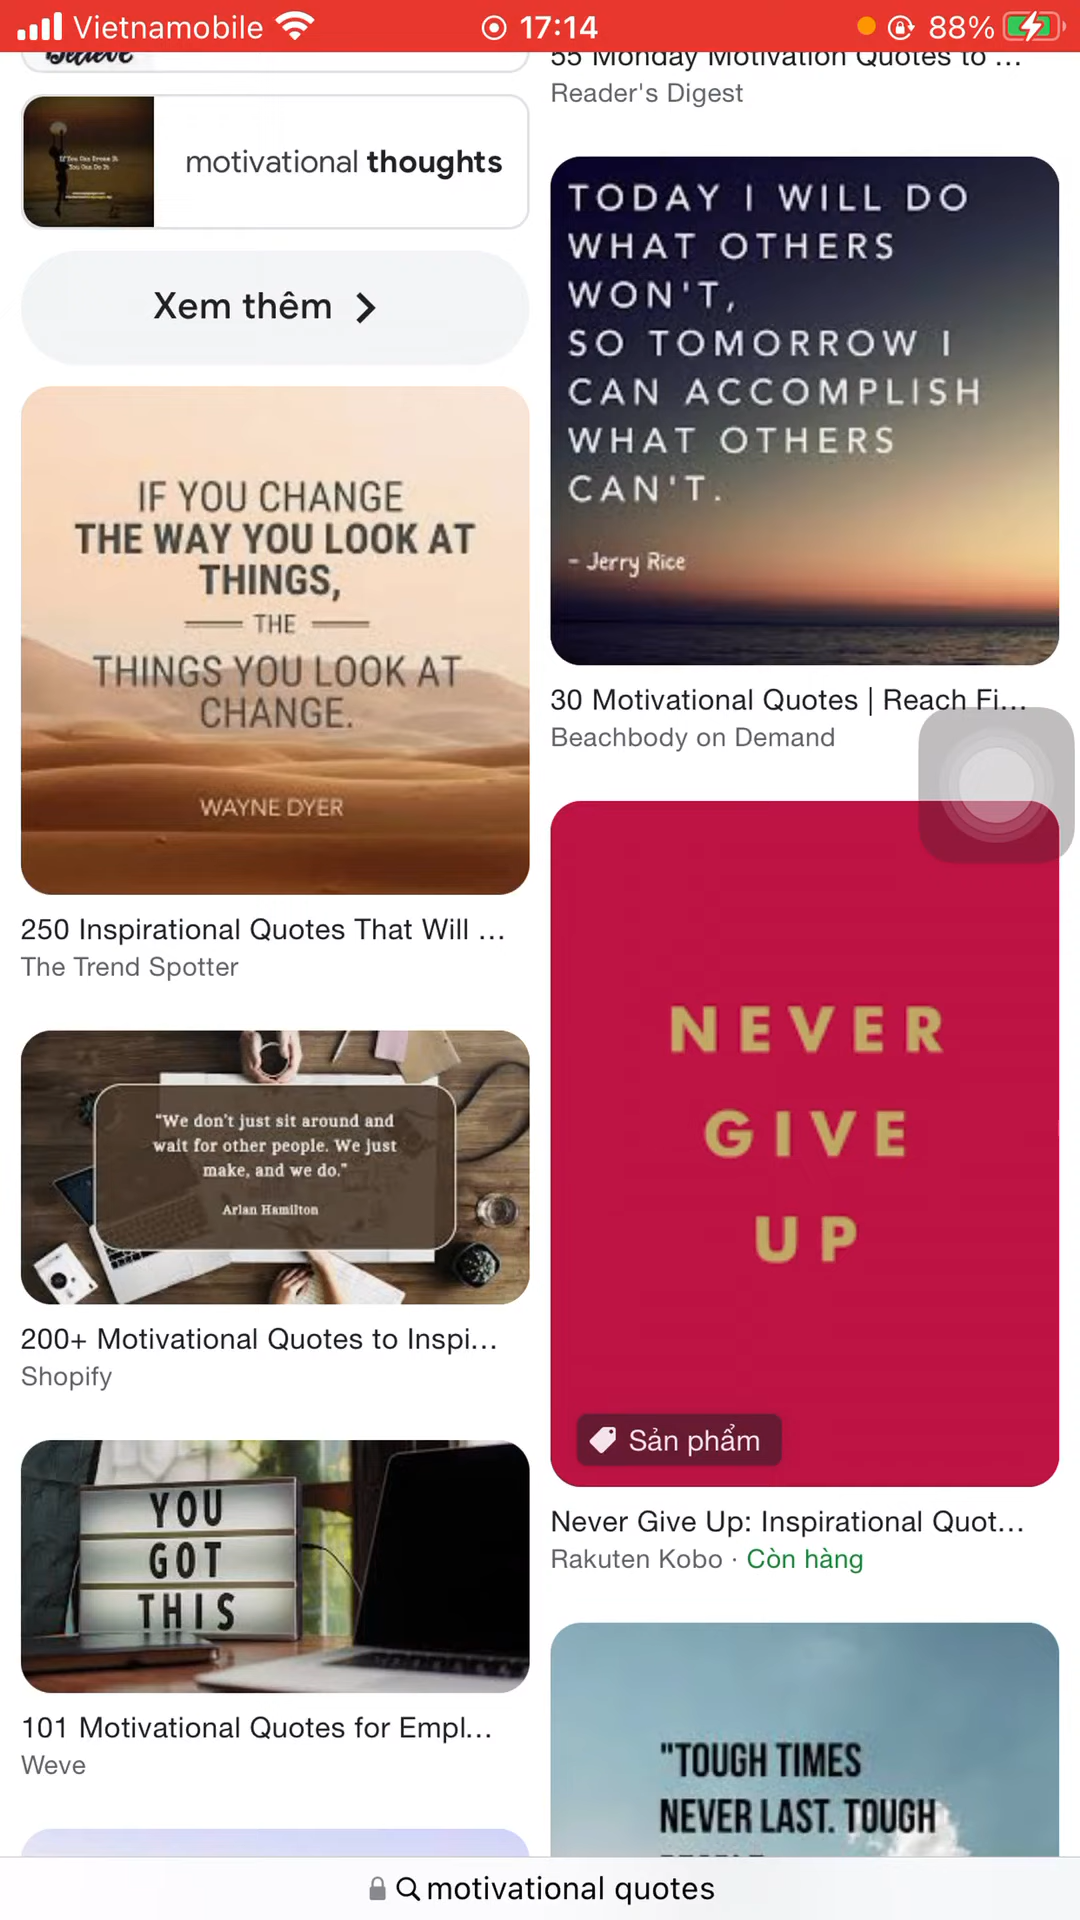 Vietnamobile
17:14
88%
Believe
motivational thoughts
Xem thêm
IF YOU CHANGE
THE WAY YOU LOOK AT
THINGS,
THE
THINGS YOU LOOK AT
CHANGE.
WAYNE DYER
250 Inspirational Quotes That Will ...
The Trend Spotter
"We don't just sit around and
wait for other people. We just
make, and we do."
Arlan Hamilton
200+ Motivational Quotes to Inspi...
Shopify
YOU
GOT
THIS
101 Motivational Quotes for Empl...
Weve
55 Monday Motivation Quotes to ...
Reader's Digest
TODAY I WILL DO
WHAT OTHERS
WON'T,
SO TOMORROW I
CAN ACCOMPLISH
WHAT OTHERS
CAN'T.
- Jerry Rice
30 Motivational Quotes | Reach Fi...
Beachbody on Demand
NEVER
GIVE
UP
Sản phẩm
Never Give Up: Inspirational Quot...
Rakuten Kobo · Còn hàng
"TOUGH TIMES
NEVER LAST. TOUGH
motivational quotes